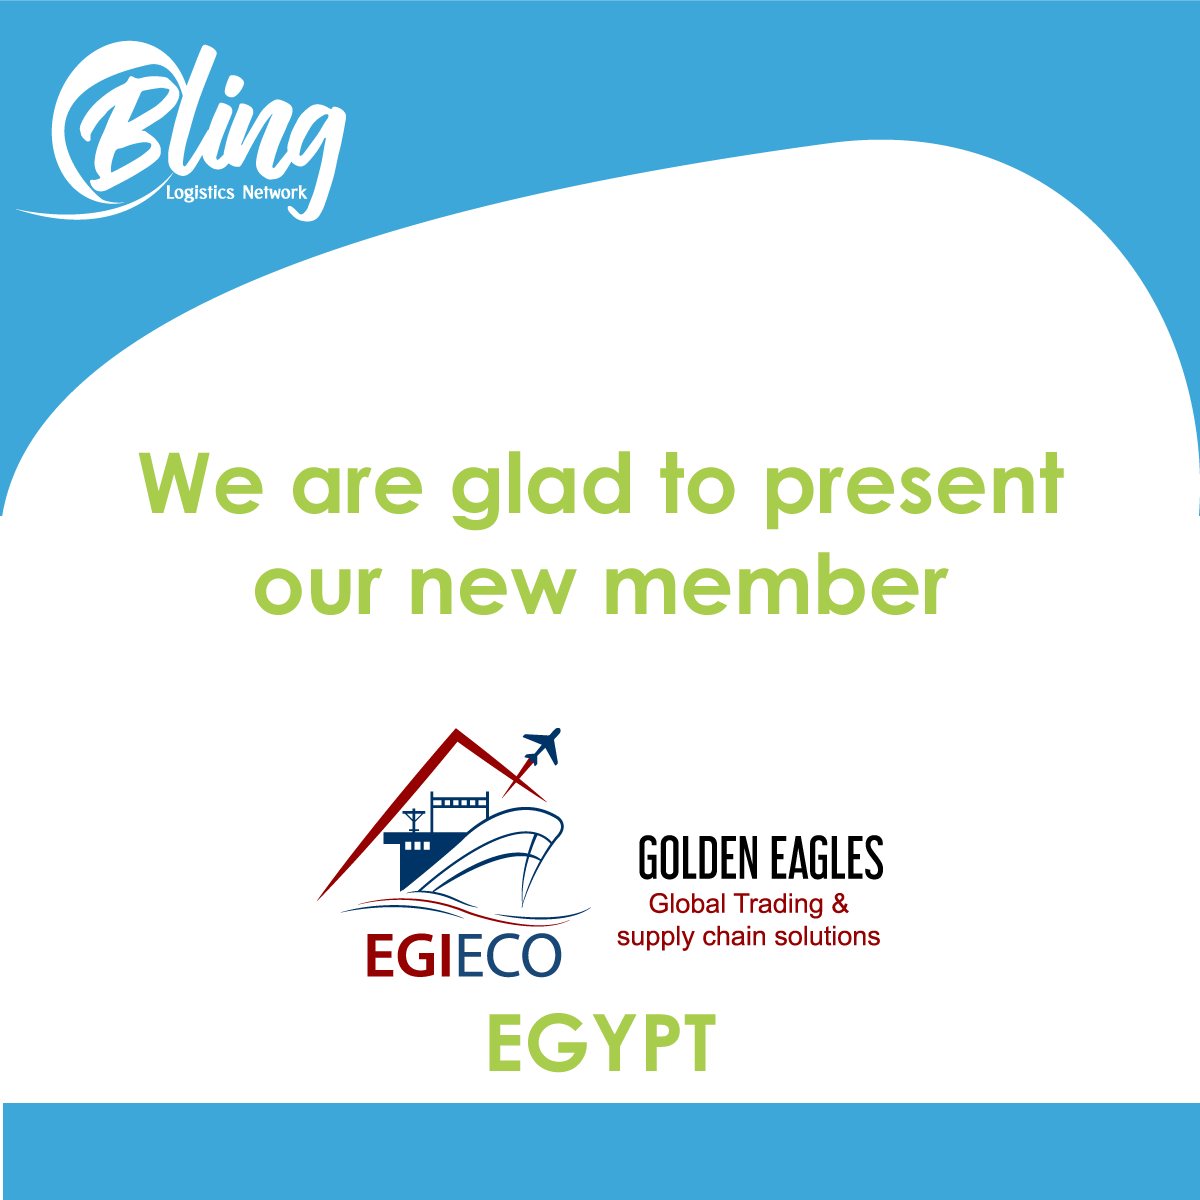 Bling
Logistics Network
We are glad to present
our new member
GOLDEN EAGLES
Global Trading &
supply chain solutions
EGIECO
EGYPT